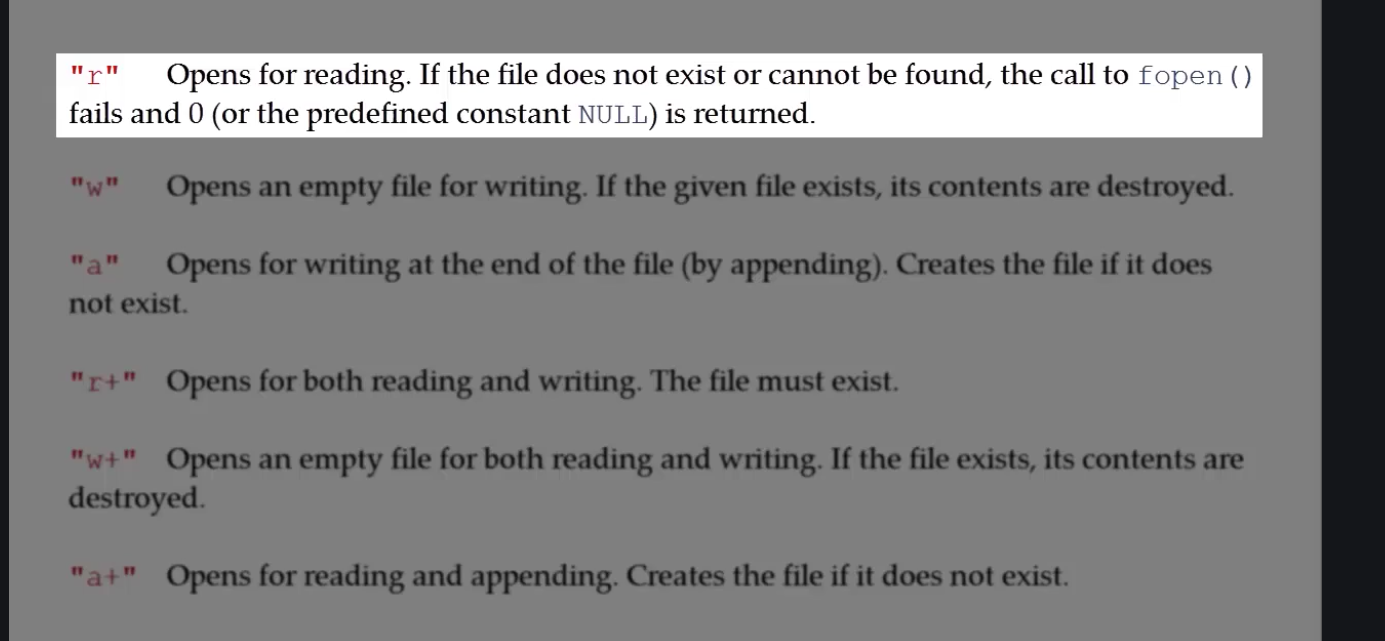 "r" Opens for reading. If the file does not exist or cannot be found, the call to fopen()
fails and 0 (or the predefined constant NULL) is returned.
"w" Opens an empty file for writing. If the given file exists, its contents are destroyed.
"a" Opens for writing at the end of the file (by appending). Creates the file if it does
not exist.
"r+" Opens for both reading and writing. The file must exist.
"w+" Opens an empty file for both reading and writing. If the file exists, its contents are
destroyed.
"a+" Opens for reading and appending. Creates the file if it does not exist.